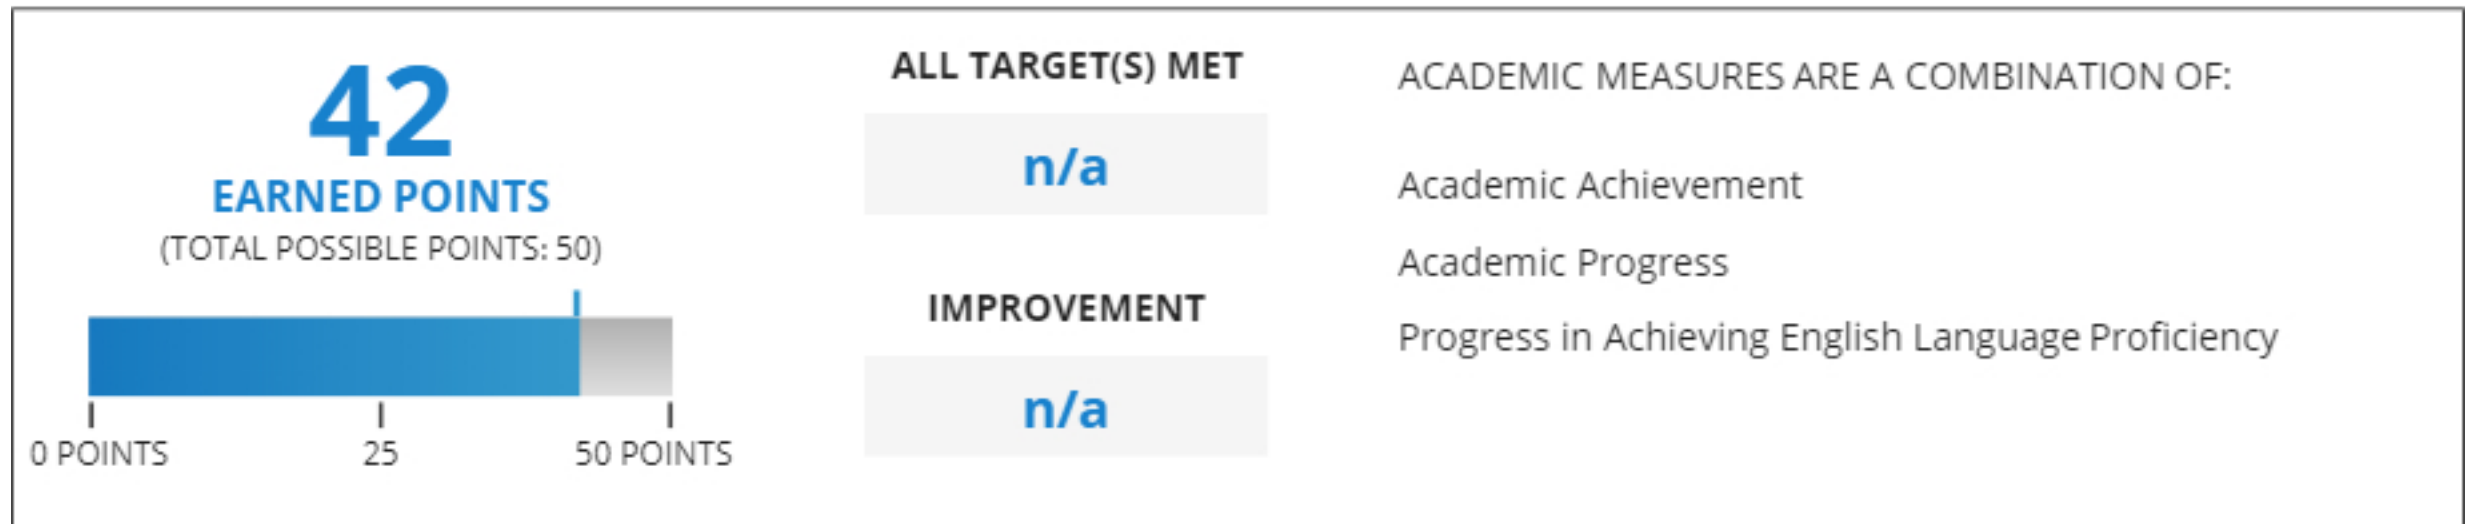 42
EARNED POINTS
(TOTAL POSSIBLE POINTS: 50)
0 POINTS
25
50 POINTS
ALL TARGET(S) MET
n/a
IMPROVEMENT
n/a
ACADEMIC MEASURES ARE A COMBINATION OF:
Academic Achievement
Academic Progress
Progress in Achieving English Language Proficiency